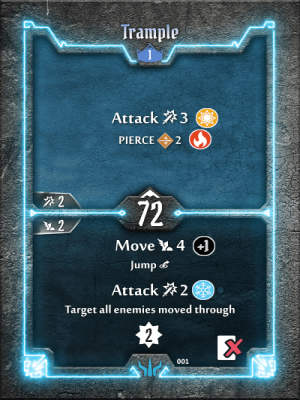 Trample
1
Attack 3
PIERCE 2
2
72
2
Move 4 +1
Jump
Attack 2
Target all enemies moved through
2
001